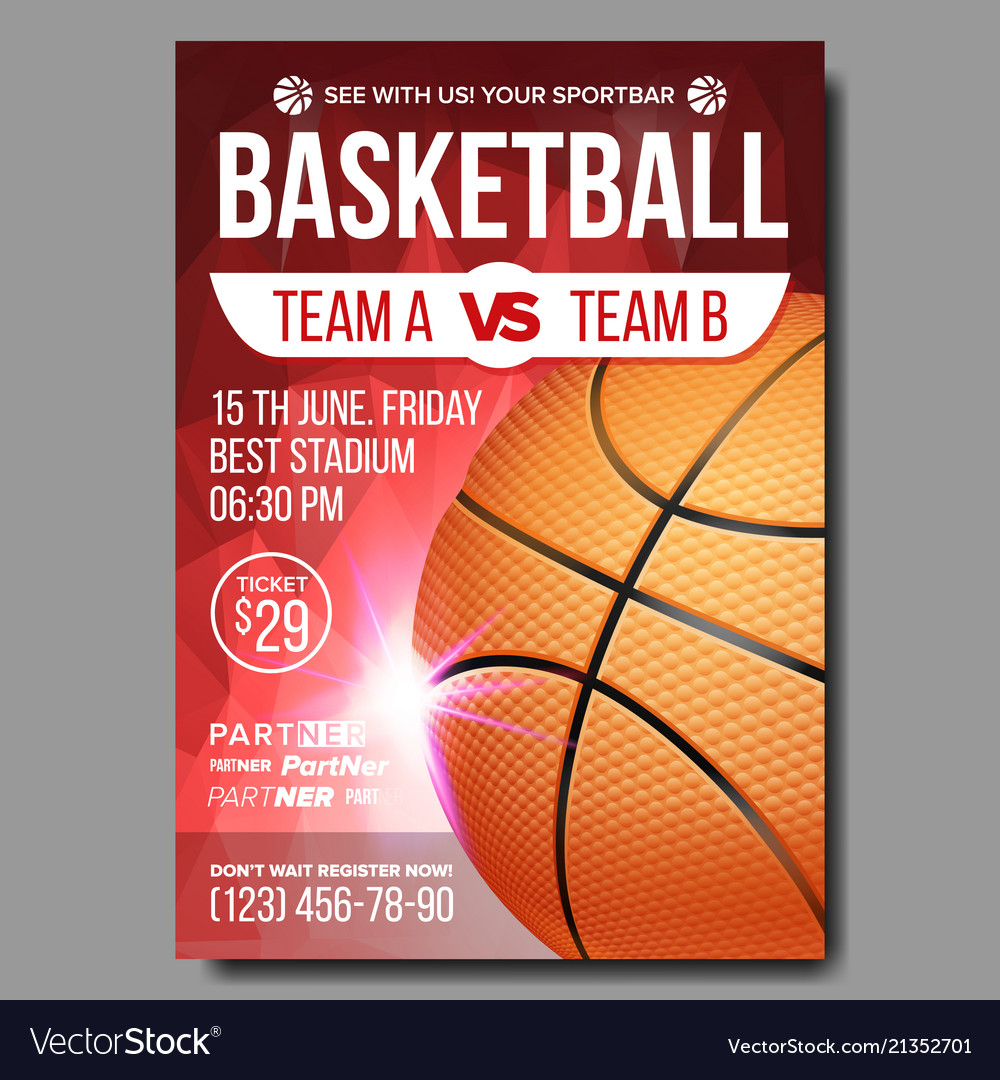 SEE WITH US! YOUR SPORTBAR
BASKETBALL
TEAM A VS TEAM B
15 TH JUNE. FRIDAY
BEST STADIUM
06:30 PM
TICKET
$29
PARTNER
PARTNER PartNer
PARTNER PARTNER
DON'T WAIT REGISTER NOW!
(123) 456-78-90
VectorStock®
VectorStock.com/21352701